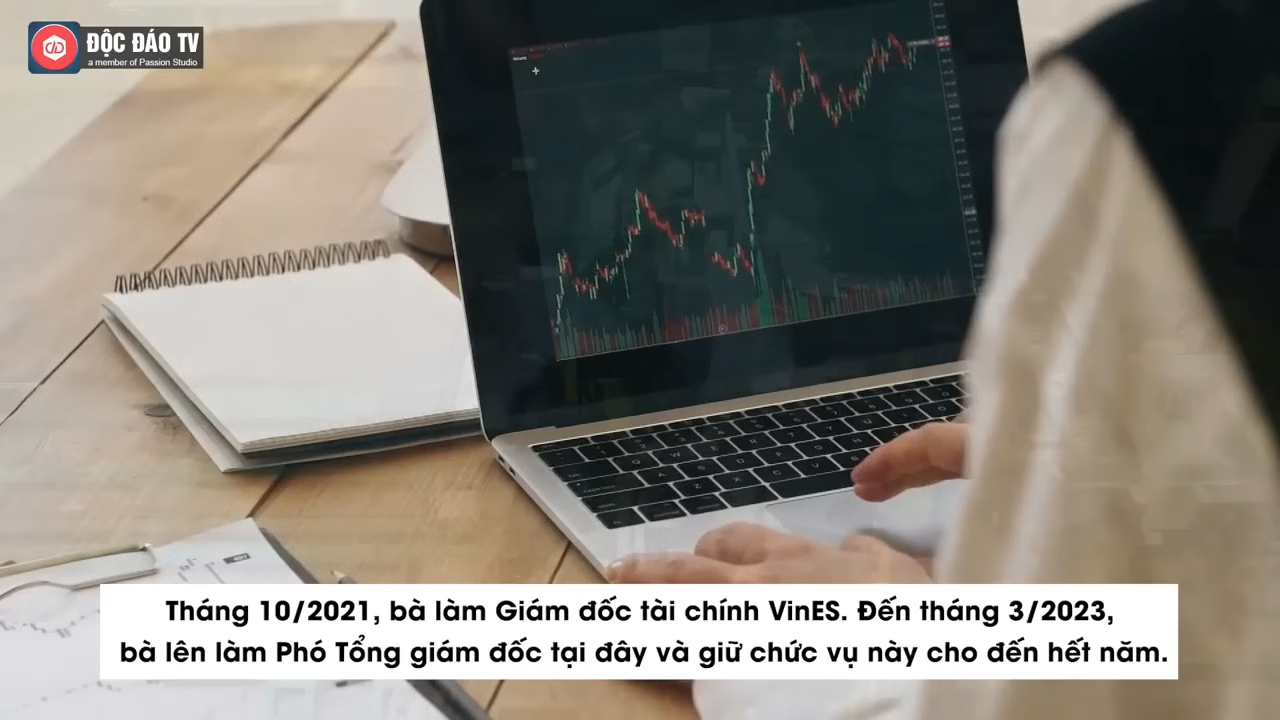 ĐỘC ĐÁO TV
a member of Passion Studio
Tháng 10/2021, bà làm Giám đốc tài chính VinES. Đến tháng 3/2023,
bà lên làm Phó Tổng giám đốc tại đây và giữ chức vụ này cho đến hết năm.